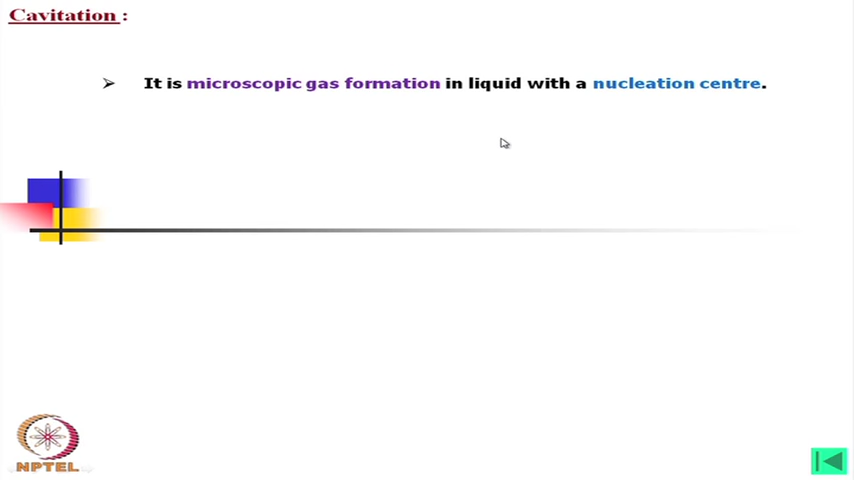 Cavitation :
➢ It is microscopic gas formation in liquid with a nucleation centre.
NPTEL